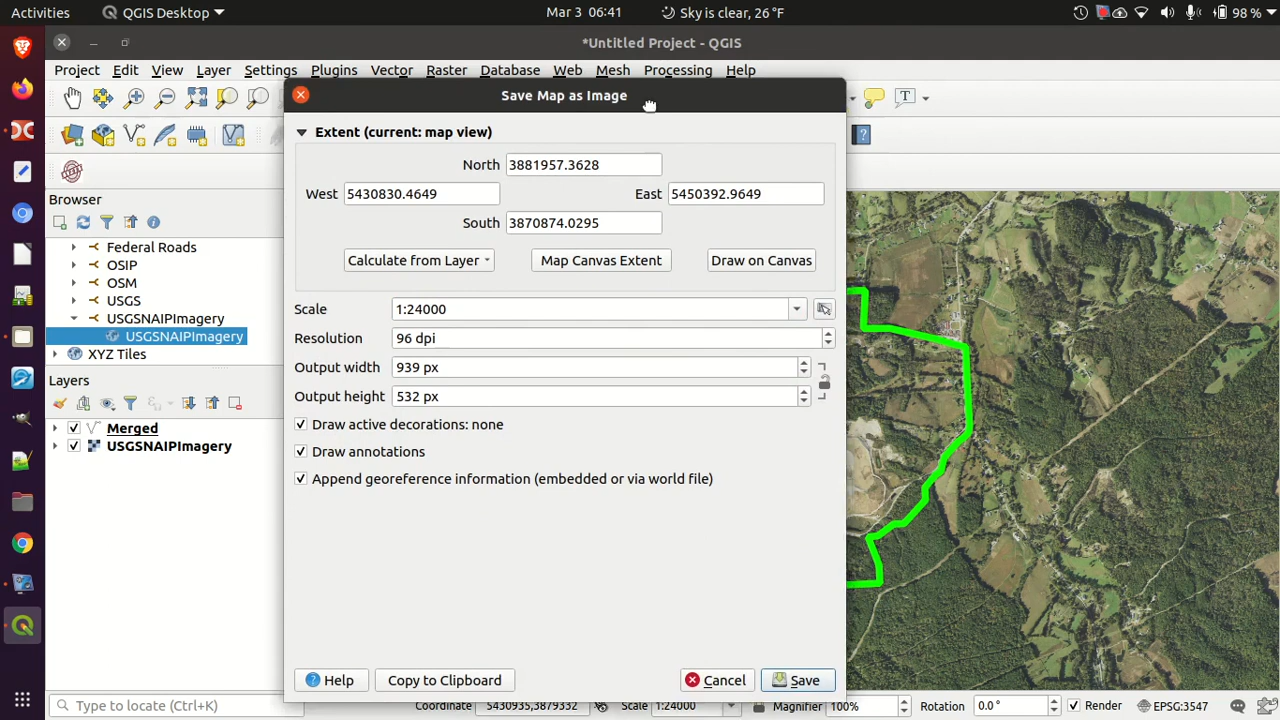 Activities QGIS Desktop Mar 3 06:41 Sky is clear, 26 °F 98 %
*Untitled Project - QGIS
Project Edit View Layer Settings Plugins Vector Raster Database Web Mesh Processing Help
Save Map as Image
Extent (current: map view)
North 3881957.3628
West 5430830.4649 East 5450392.9649
South 3870874.0295
Calculate from Layer Map Canvas Extent Draw on Canvas
Scale 1:24000
Resolution 96 dpi
Output width 939 px
Output height 532 px
Draw active decorations: none
Draw annotations
Append georeference information (embedded or via world file)
Help Copy to Clipboard Cancel Save
Browser
Federal Roads
OSIP
OSM
USGS
USGSNAIPImagery
USGSNAIPImagery
XYZ Tiles
Layers
Merged
USGSNAIPImagery
Type to locate (Ctrl+K) Coordinate 5430935,3879332 Scale 1:24000 Magnifier 100% Rotation 0.0 ° Render EPSG:3547